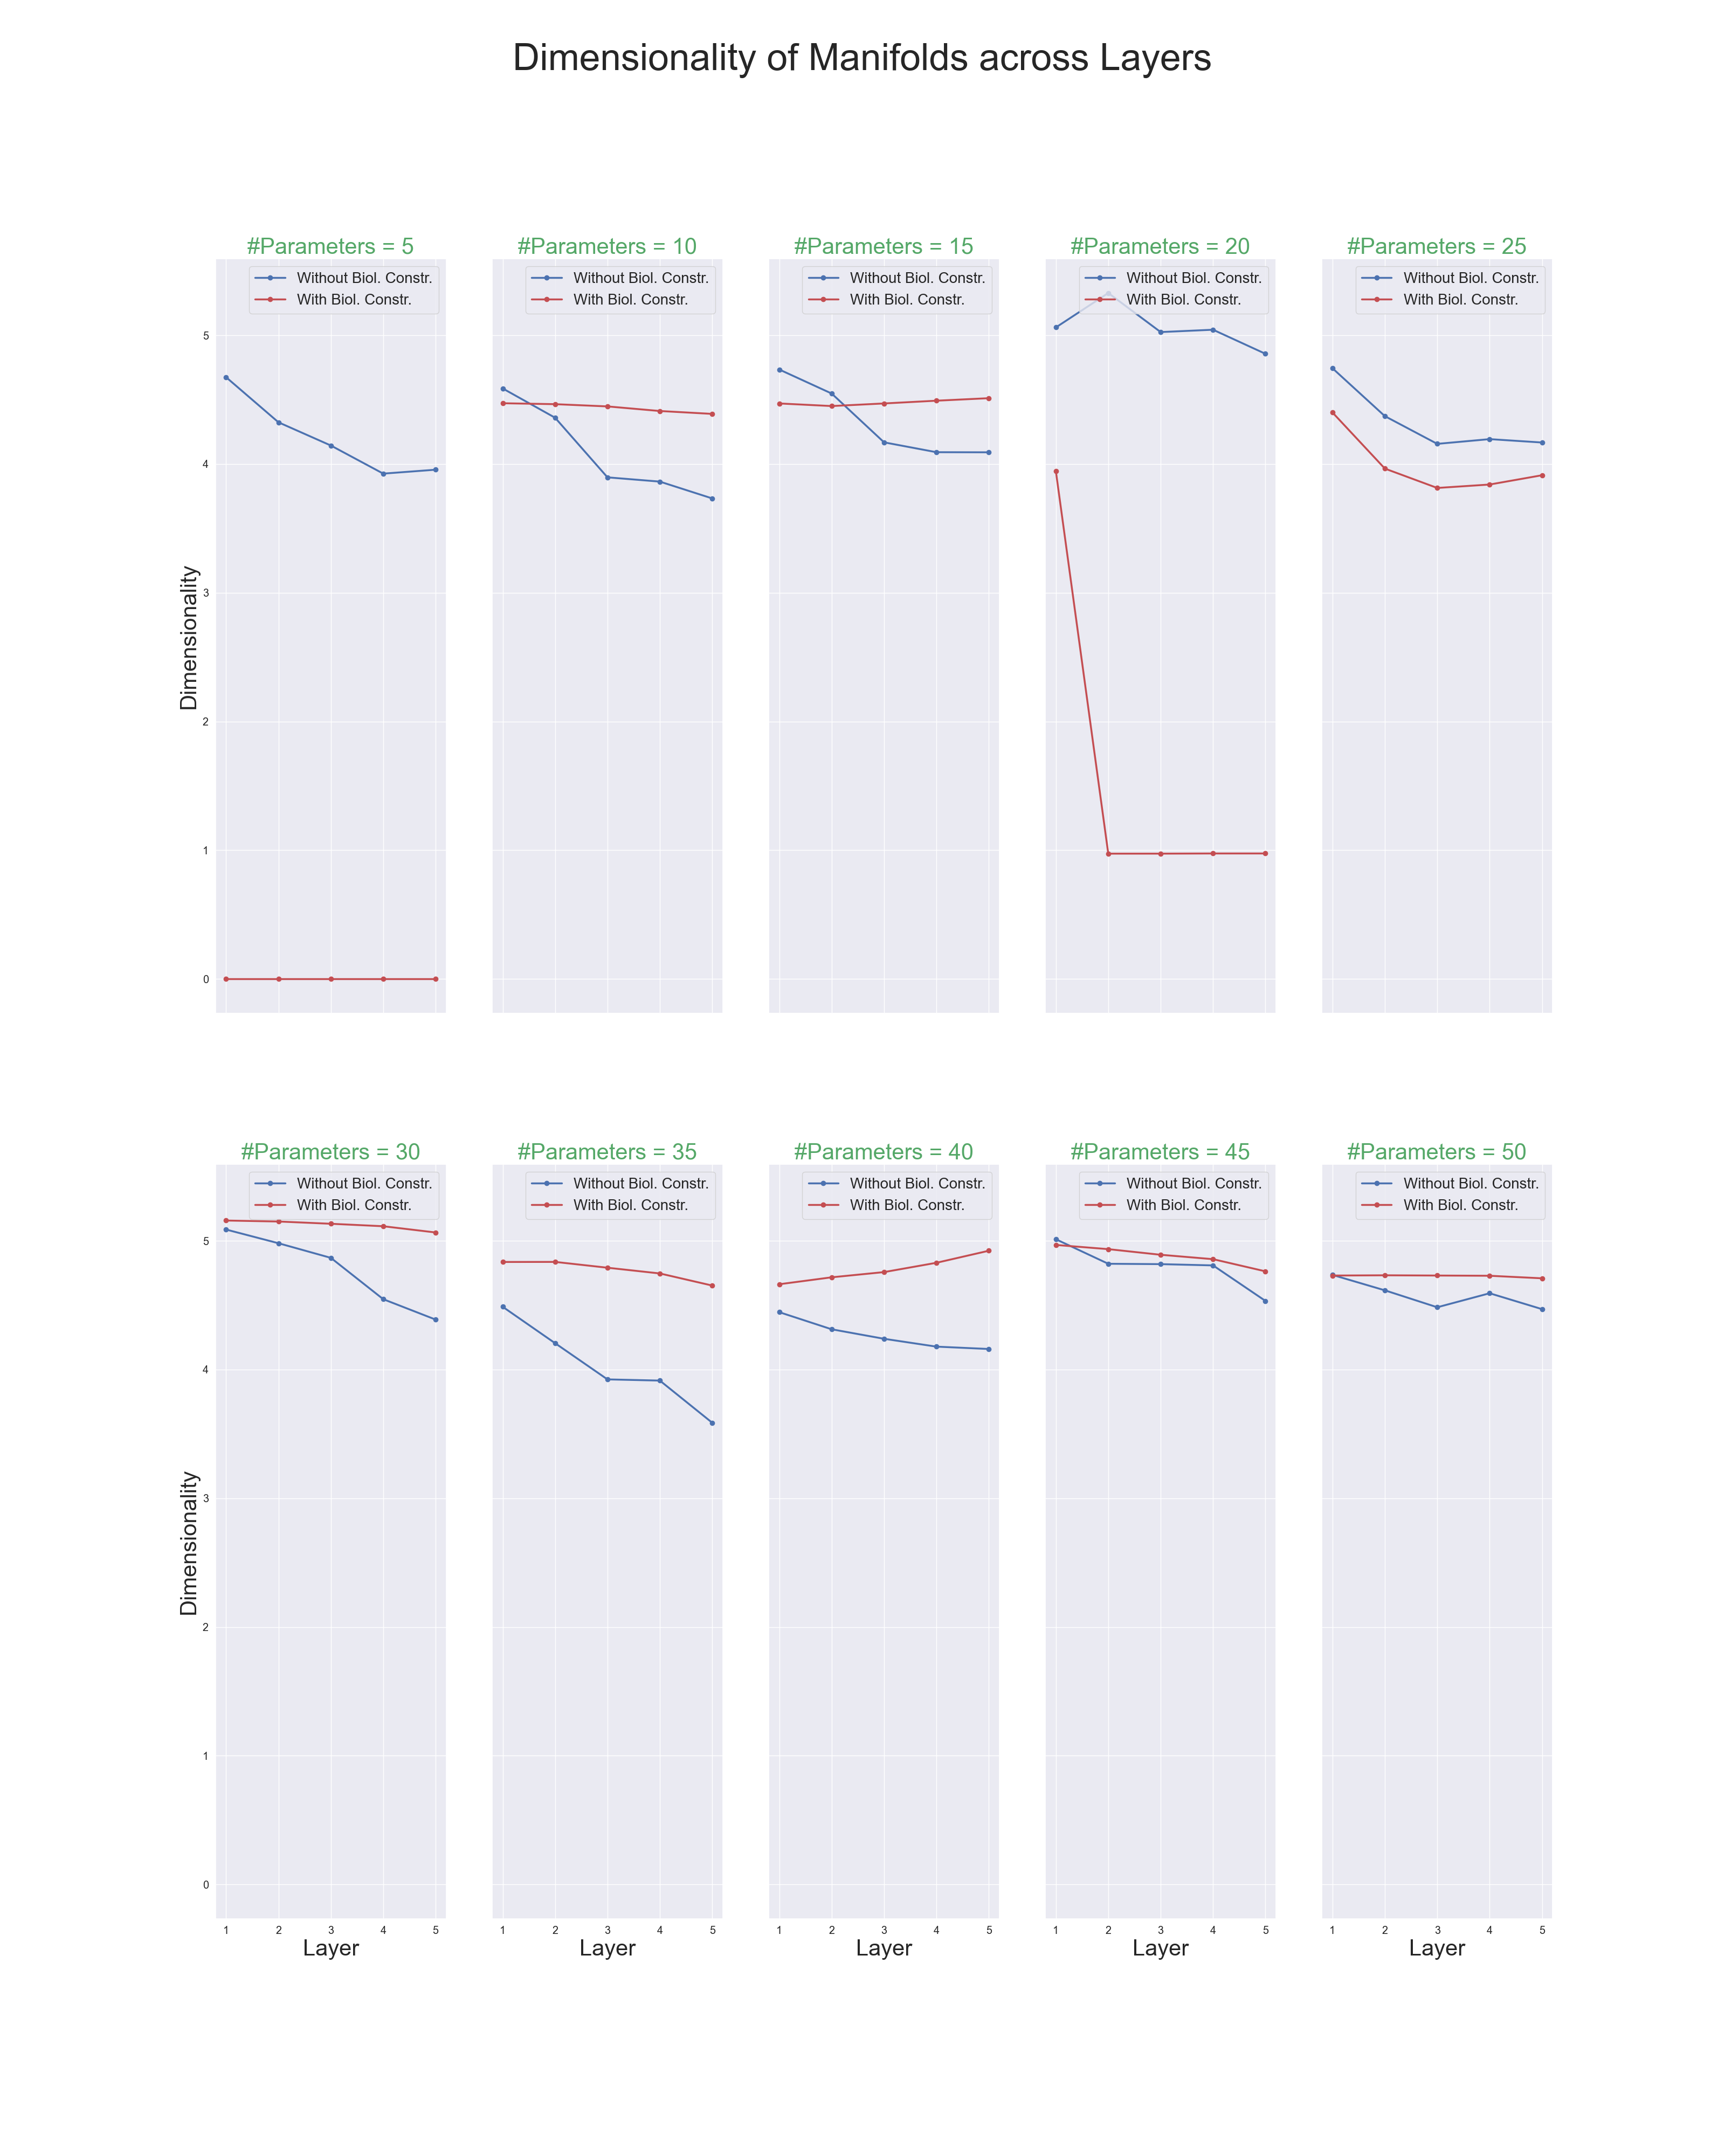 Dimensionality of Manifolds across Layers
#Parameters = 5
Without Biol. Constr.
With Biol. Constr.
#Parameters = 10
Without Biol. Constr.
With Biol. Constr.
#Parameters = 15
Without Biol. Constr.
With Biol. Constr.
#Parameters = 20
Without Biol. Constr.
With Biol. Constr.
#Parameters = 25
Without Biol. Constr.
With Biol. Constr.
Dimensionality
5
4
3
2
1
0
#Parameters = 30
Without Biol. Constr.
With Biol. Constr.
#Parameters = 35
Without Biol. Constr.
With Biol. Constr.
#Parameters = 40
Without Biol. Constr.
With Biol. Constr.
#Parameters = 45
Without Biol. Constr.
With Biol. Constr.
#Parameters = 50
Without Biol. Constr.
With Biol. Constr.
Dimensionality
5
4
3
2
1
0
1 2 3 4 5
Layer
1 2 3 4 5
Layer
1 2 3 4 5
Layer
1 2 3 4 5
Layer
1 2 3 4 5
Layer